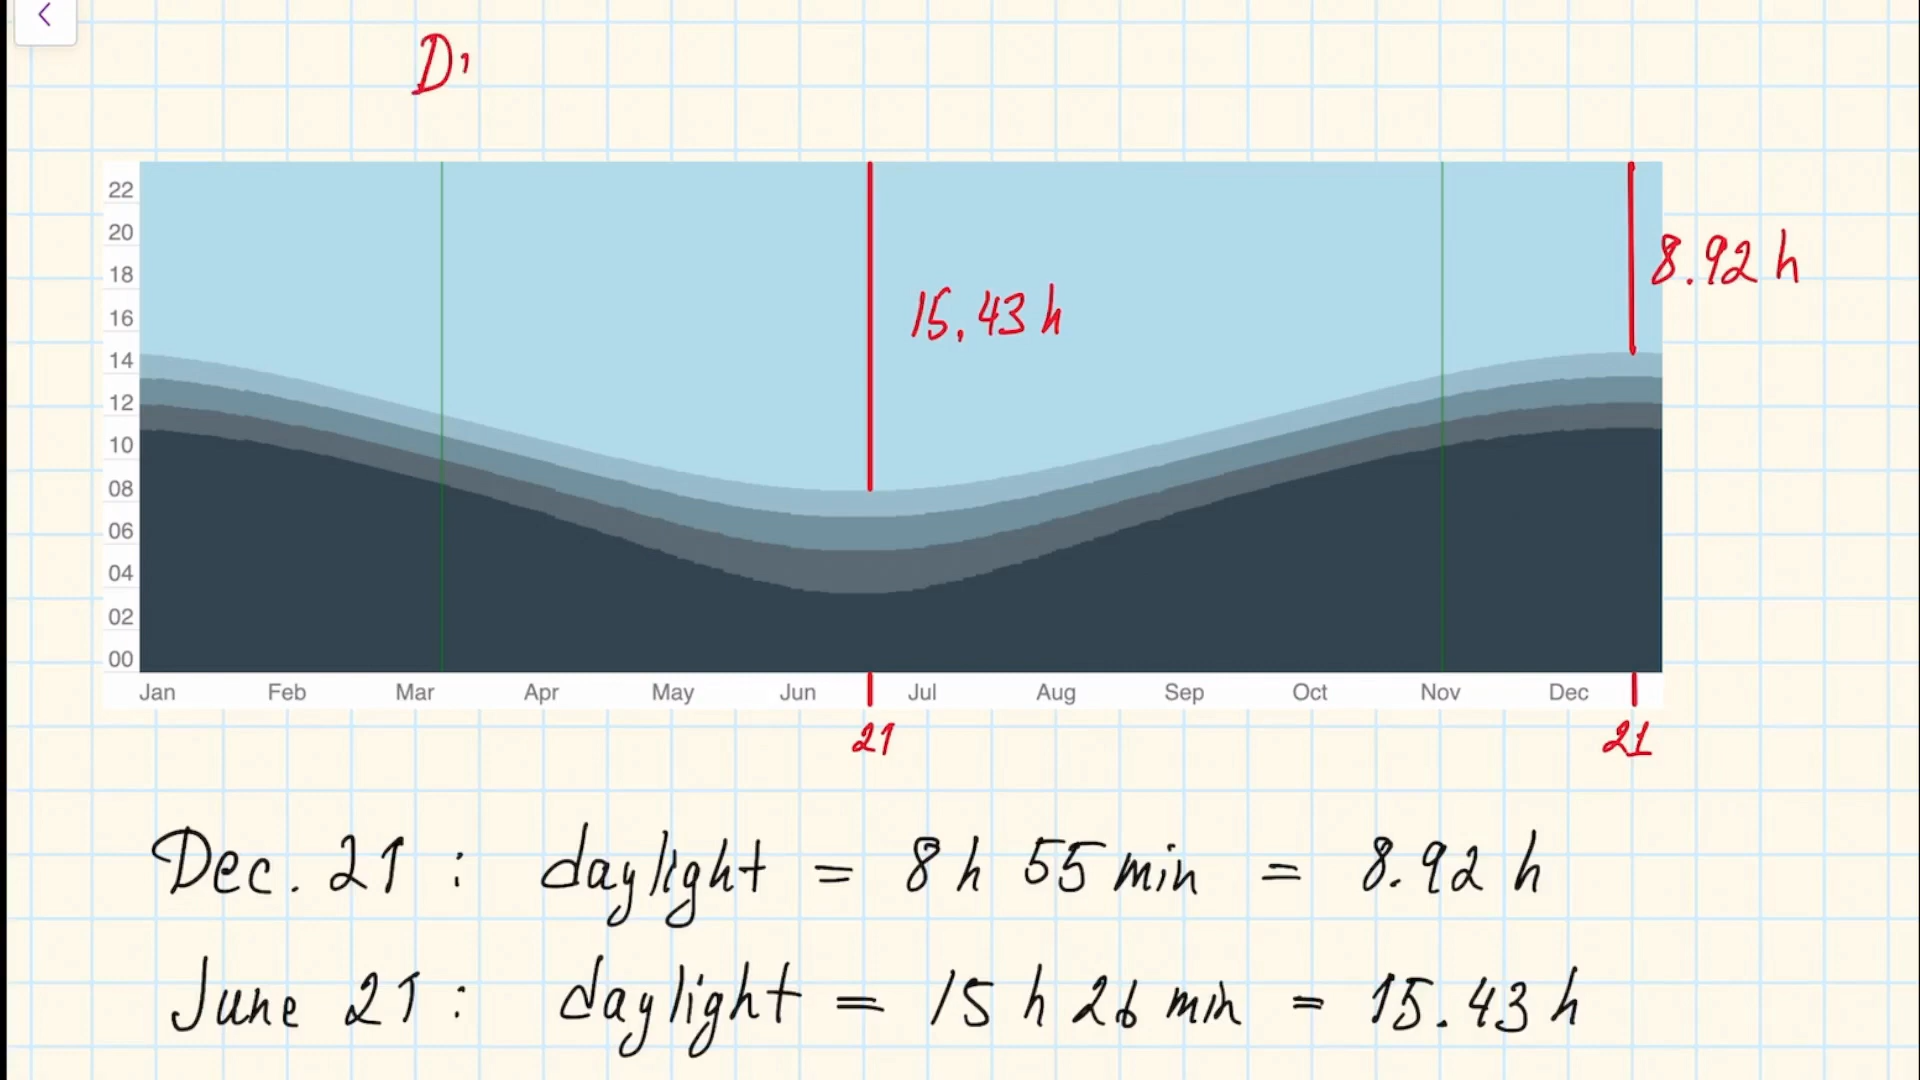 D
22
20
18
16
14
12
10
08
06
04
02
00
15.43 h
8.92 h
Jan Feb Mar Apr May Jun Jul Aug Sep Oct Nov Dec
21 21
Dec. 21 : daylight = 8 h 55 min = 8.92 h
June 21 : daylight = 15 h 26 min = 15.43 h